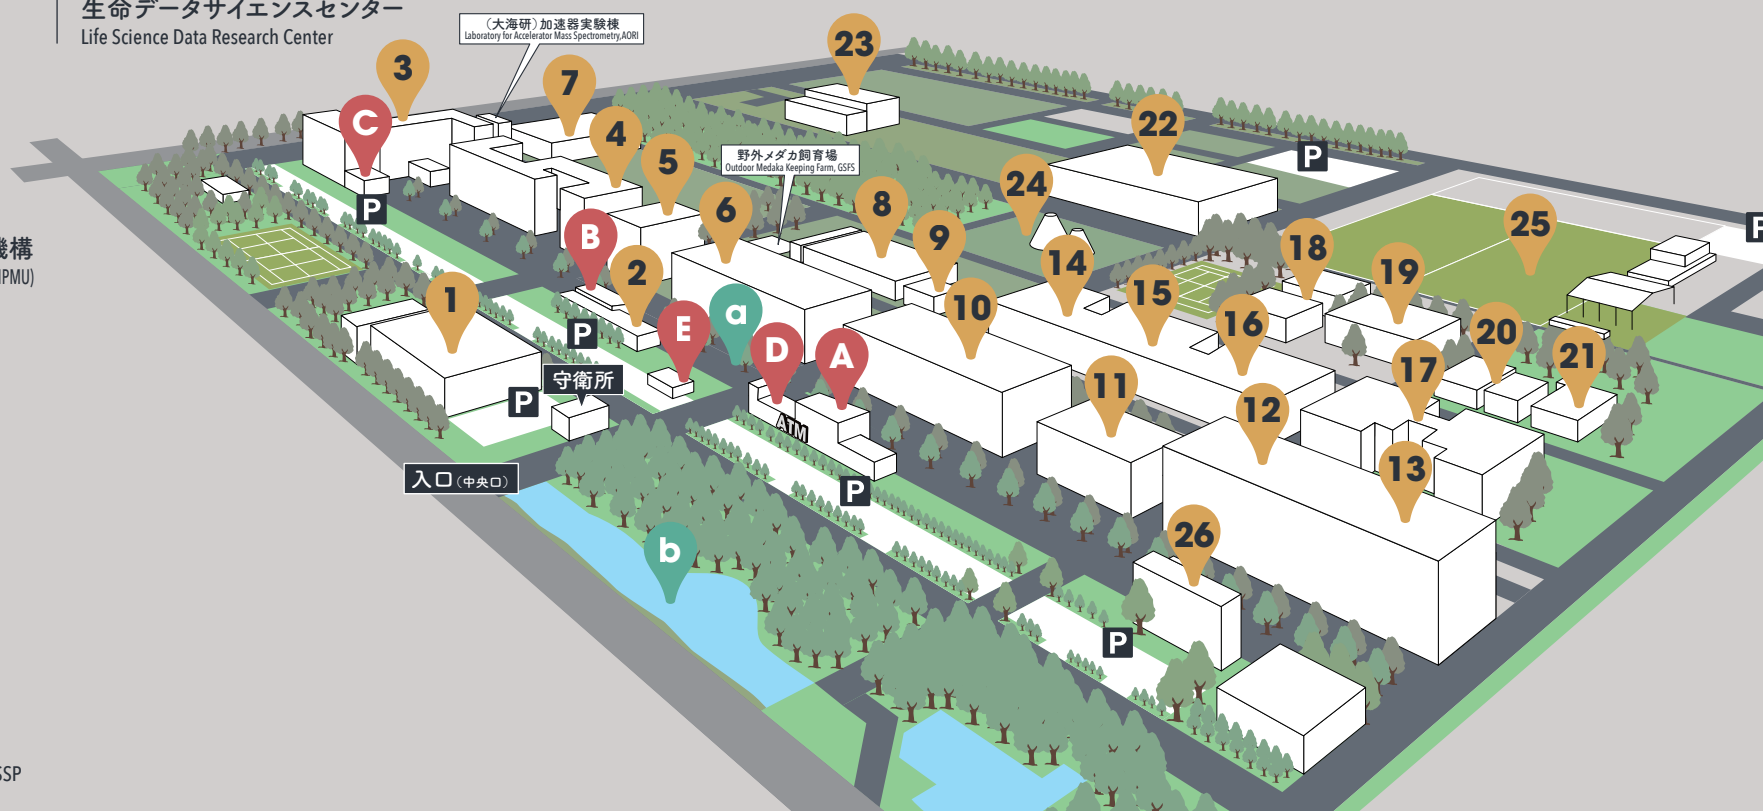 生命データサイエンスセンター
Life Science Data Research Center
(大海研)加速器実験棟
Laboratory for Accelerator Mass Spectrometry,AORI
23
3
7
C
4
22
P
5
野外メダカ飼育場
Outdoor Medaka Keeping Farm, GSFS
24
P
6
8
25
P
B
9
18
機構
IPMU)
2
14
19
1
a
10
15
E
16
20
P
D
A
21
守衛所
17
11
P
12
ATM
入口(中央口)
13
P
b
26
P
SSP